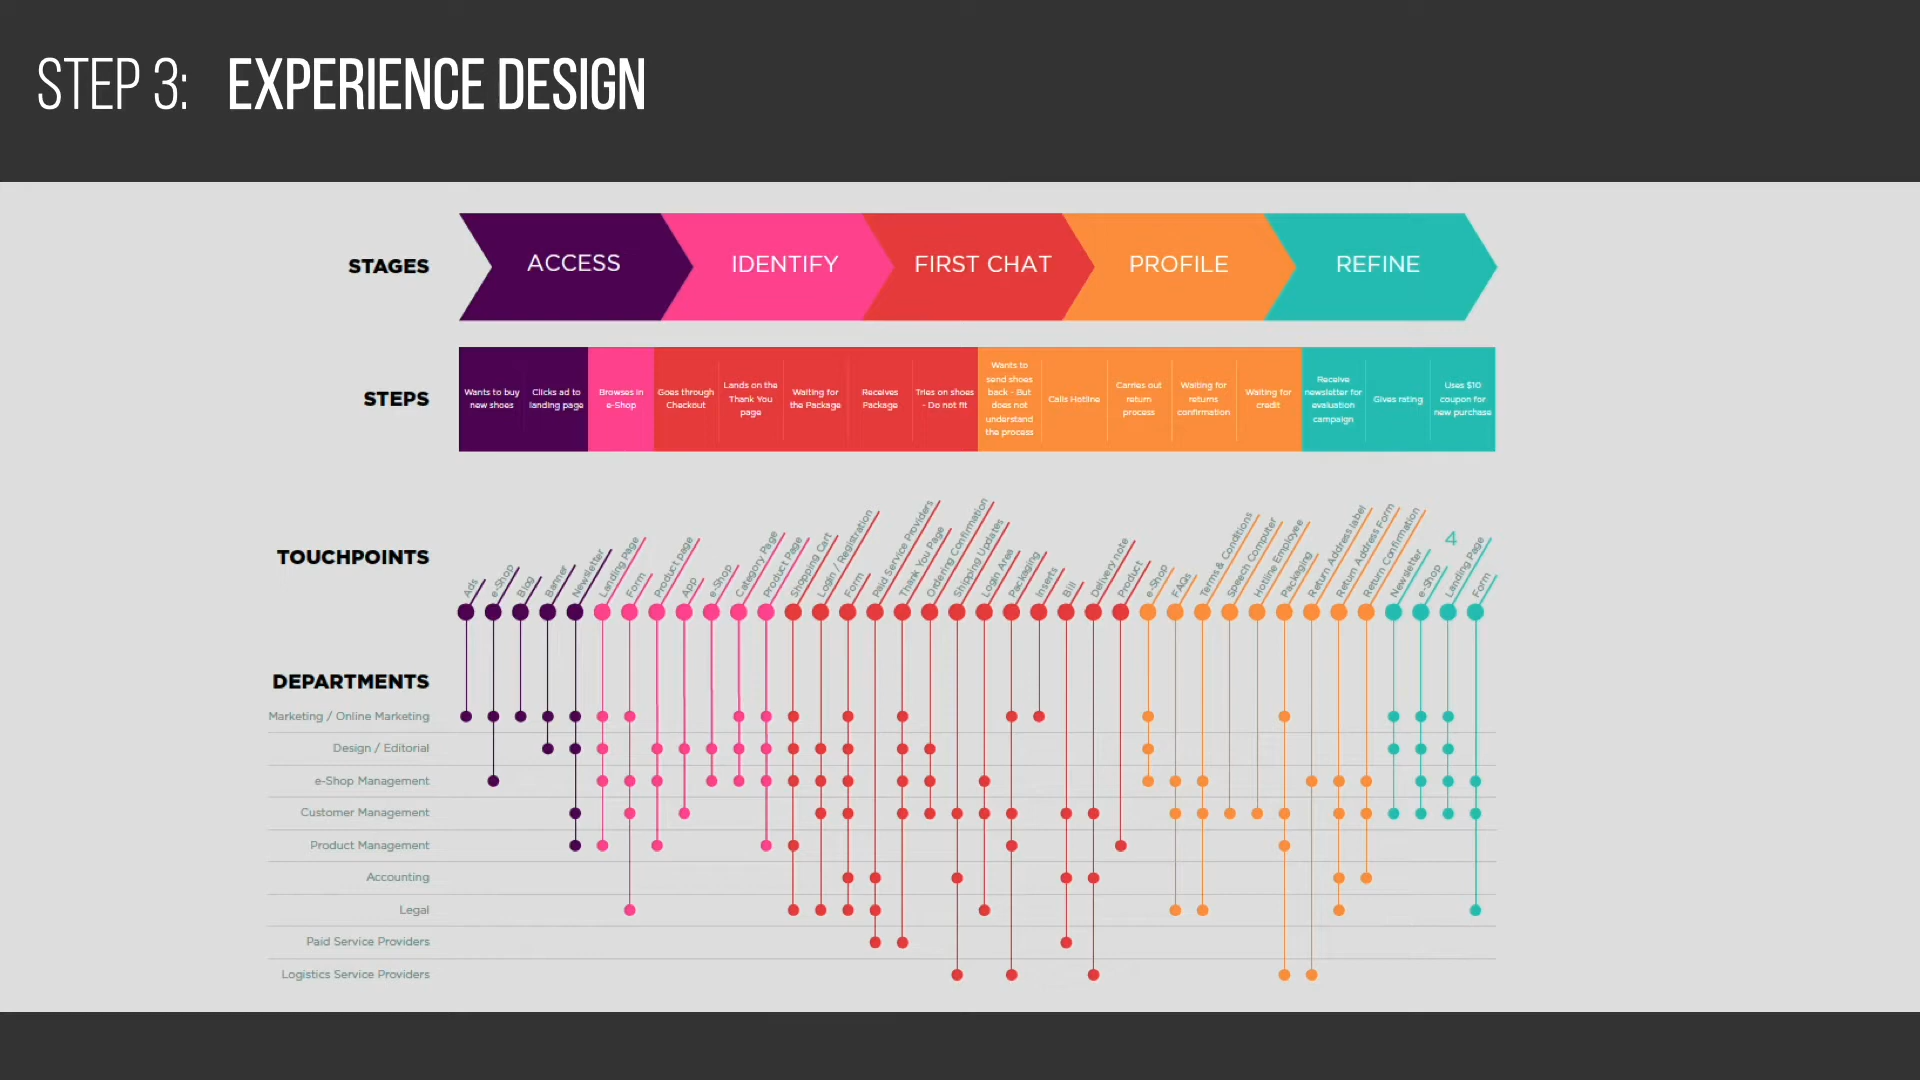 STEP 3: EXPERIENCE DESIGN
STAGES
ACCESS
IDENTIFY
FIRST CHAT
PROFILE
REFINE
STEPS
Wants to buy
new shoes
Clicks ad to
landing page
Browses in
e-Shop
Goes through
Checkout
Lands on the
Thank You
page
Waiting for
the Package
Receives
Package
Tries on shoes
- Do not fit
Wants to
send shoes
back - But
does not
understand
the process
Calls Hotline
Carries out
return
process
Waiting for
returns
confirmation
Waiting for
credit
Receive
newsletter for
evaluation
campaign
Gives rating
Uses $10
coupon for
new purchase
TOUCHPOINTS
Ads
e-Shop
Blog
Banner
Newsletter
Landing Page
Form
Product page
App
e-Shop
Category Page
Product Page
Shopping Cart
Login / Registration
Form
Paid Service Providers
Thank You Page
Ordering Confirmation
Shipping Updates
Login Area
Packaging
Inserts
Bill
Delivery note
Product
e-Shop
FAQs
Terms & Conditions
Speech Computer
Hotline Employee
Packaging
Return Address label
Return Address Form
Return Confirmation
Newsletter
e-Shop
4
Landing Page
Form
DEPARTMENTS
Marketing / Online Marketing
Design / Editorial
e-Shop Management
Customer Management
Product Management
Accounting
Legal
Paid Service Providers
Logistics Service Providers